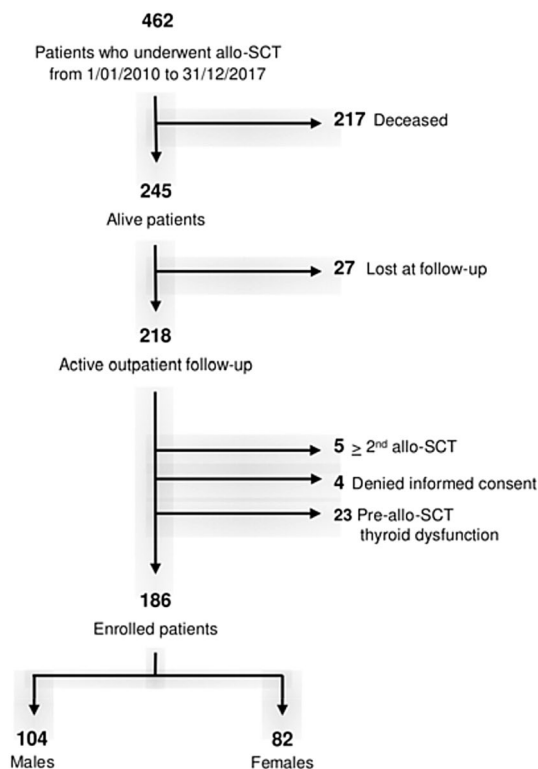 462
Patients who underwent allo-SCT
from 1/01/2010 to 31/12/2017
217 Deceased
245
Alive patients
27 Lost at follow-up
218
Active outpatient follow-up
5 ≥ 2nd allo-SCT
4 Denied informed consent
23 Pre-allo-SCT
thyroid dysfunction
186
Enrolled patients
104
Males
82
Females